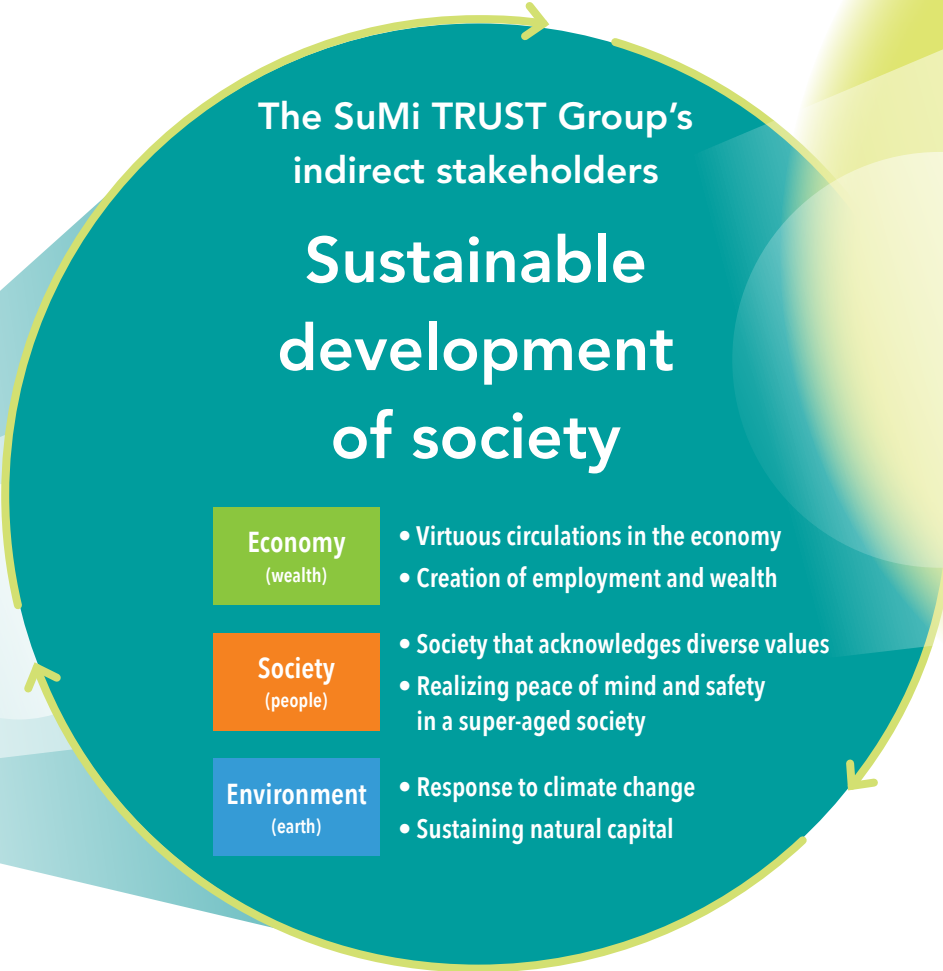 The SuMi TRUST Group’s
indirect stakeholders
Sustainable
development
of society
Economy
(wealth)
• Virtuous circulations in the economy
• Creation of employment and wealth
Society
(people)
• Society that acknowledges diverse values
• Realizing peace of mind and safety
in a super-aged society
Environment
(earth)
• Response to climate change
• Sustaining natural capital